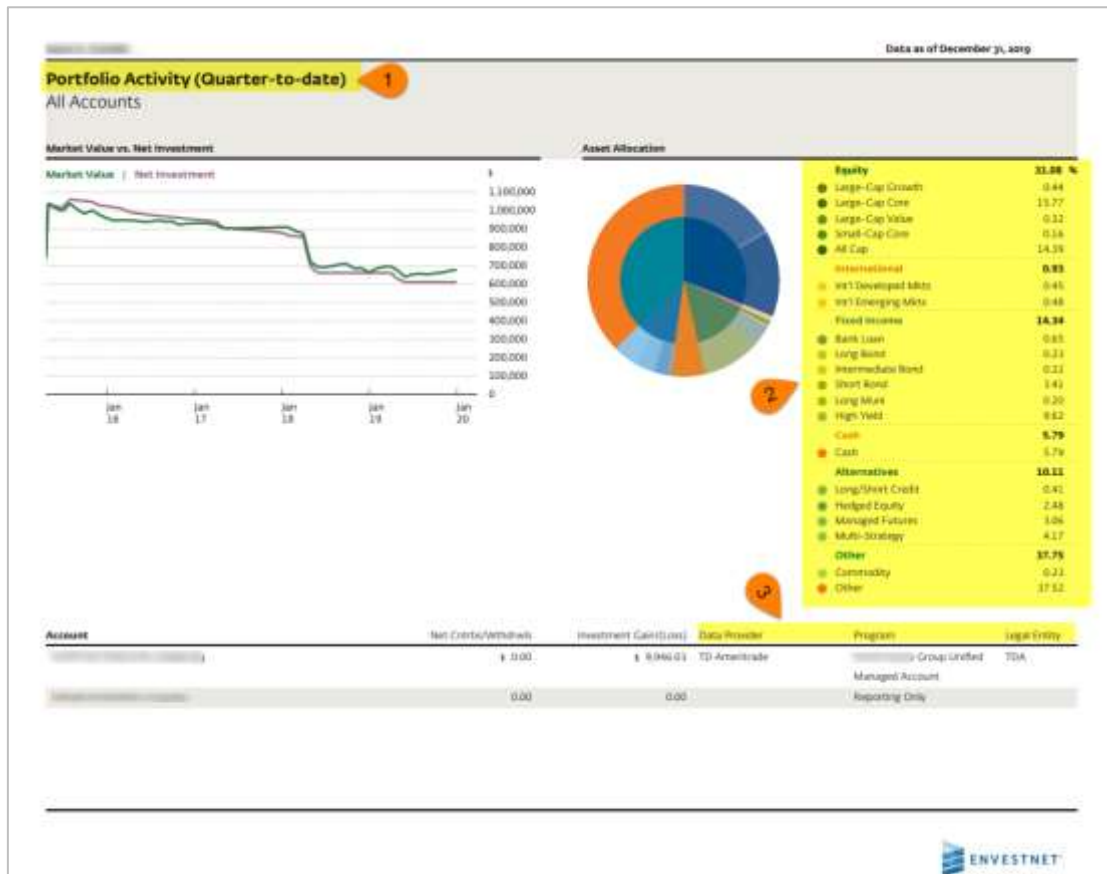 Data as of December 31, 2019
Portfolio Activity (Quarter-to-date)
1
All Accounts
Market Value vs. Net Investment
Market Value | Net Investment
$
1,100,000
1,000,000
900,000
800,000
700,000
600,000
500,000
400,000
300,000
200,000
100,000
0
Jan 16
Jan 17
Jan 18
Jan 19
Jan 20
Asset Allocation
Equity 31.08 %
Large-Cap Growth 0.44
Large-Cap Core 15.77
Large-Cap Value 0.32
Small-Cap Core 0.16
All Cap 14.39
International 0.93
Int'l Developed Mkts 0.45
Int'l Emerging Mkts 0.48
Fixed Income 14.34
Bank Loan 0.65
Long Bond 0.23
Intermediate Bond
Short Bond 3.41
Long Muni 0.20
High Yield 9.62
Cash 5.79
Cash 5.79
Alternatives 10.11
Long/Short Credit 0.41
Hedged Equity 2.48
Managed Futures 3.06
Multi-Strategy 4.17
Other 37.75
Commodity 0.23
Other 37.52
2
3
Account Net Cntrbs/Wthdrwls Investment Gain(Loss) Data Provider Program Legal Entity
$ 0.00 $ 9,946.03 TD Ameritrade Group Unified TDA
Managed Account
0.00 0.00 Reporting Only
ENVESTNET